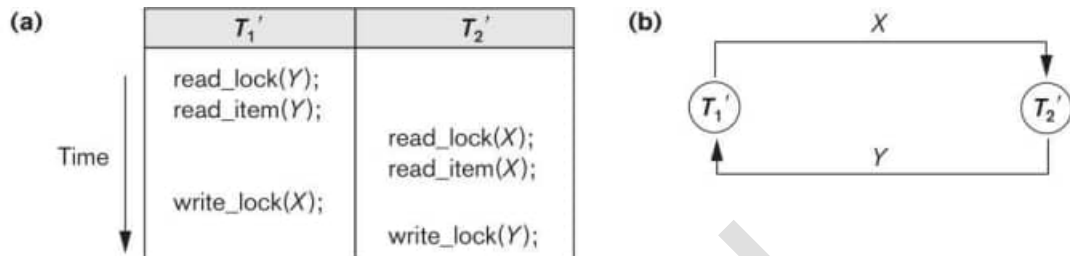 (a)
T₁′ T₂′
read_lock(Y);
read_item(Y);
read_lock(X);
Time
read_item(X);
write_lock(X);
write_lock(Y);
(b)
X
T₁′ T₂′
Y